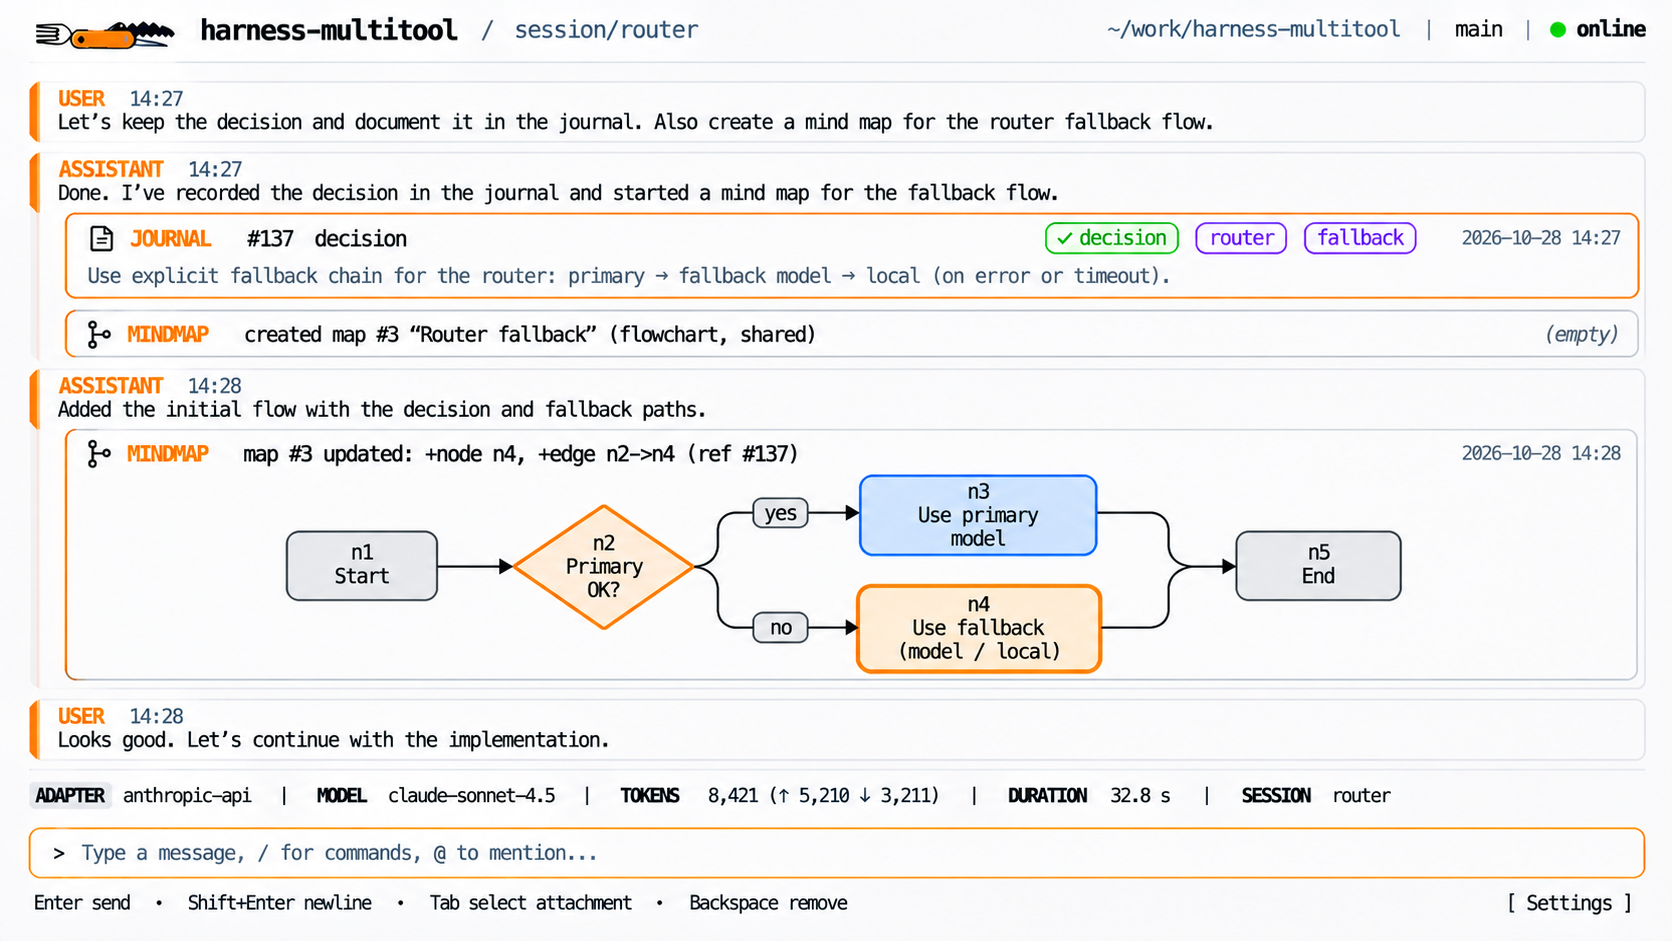 harness-multitool / session/router ~/work/harness-multitool | main | online
USER 14:27
Let’s keep the decision and document it in the journal. Also create a mind map for the router fallback flow.
ASSISTANT 14:27
Done. I’ve recorded the decision in the journal and started a mind map for the fallback flow.
JOURNAL #137 decision ✓ decision router fallback 2026-10-28 14:27
Use explicit fallback chain for the router: primary → fallback model → local (on error or timeout).
MINDMAP created map #3 “Router fallback” (flowchart, shared) (empty)
ASSISTANT 14:28
Added the initial flow with the decision and fallback paths.
MINDMAP map #3 updated: +node n4, +edge n2->n4 (ref #137) 2026-10-28 14:28
n1
Start
n2
Primary
OK?
yes
no
n3
Use primary
model
n4
Use fallback
(model / local)
n5
End
USER 14:28
Looks good. Let’s continue with the implementation.
ADAPTER anthropic-api | MODEL claude-sonnet-4.5 | TOKENS 8,421 (↑ 5,210 ↓ 3,211) | DURATION 32.8 s | SESSION router
> Type a message, / for commands, @ to mention...
Enter send • Shift+Enter newline • Tab select attachment • Backspace remove [ Settings ]